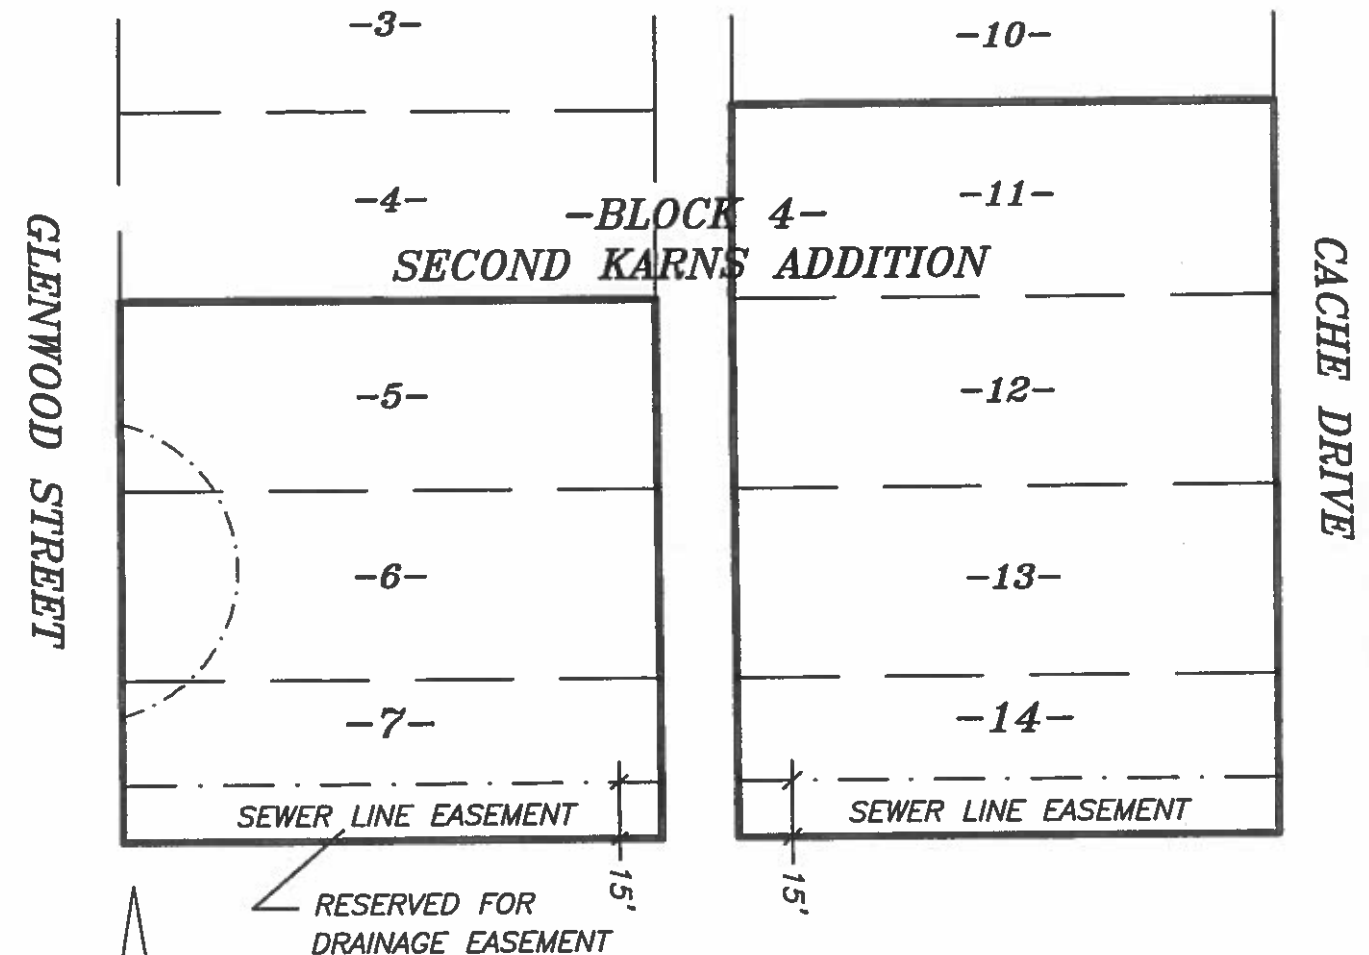 -3-
-10-
-4-
-11-
-BLOCK 4-
SECOND KARNS ADDITION
GLENWOOD STREET
CACHE DRIVE
-5-
-12-
-6-
-13-
-7-
-14-
SEWER LINE EASEMENT
SEWER LINE EASEMENT
15'
15'
RESERVED FOR
DRAINAGE EASEMENT